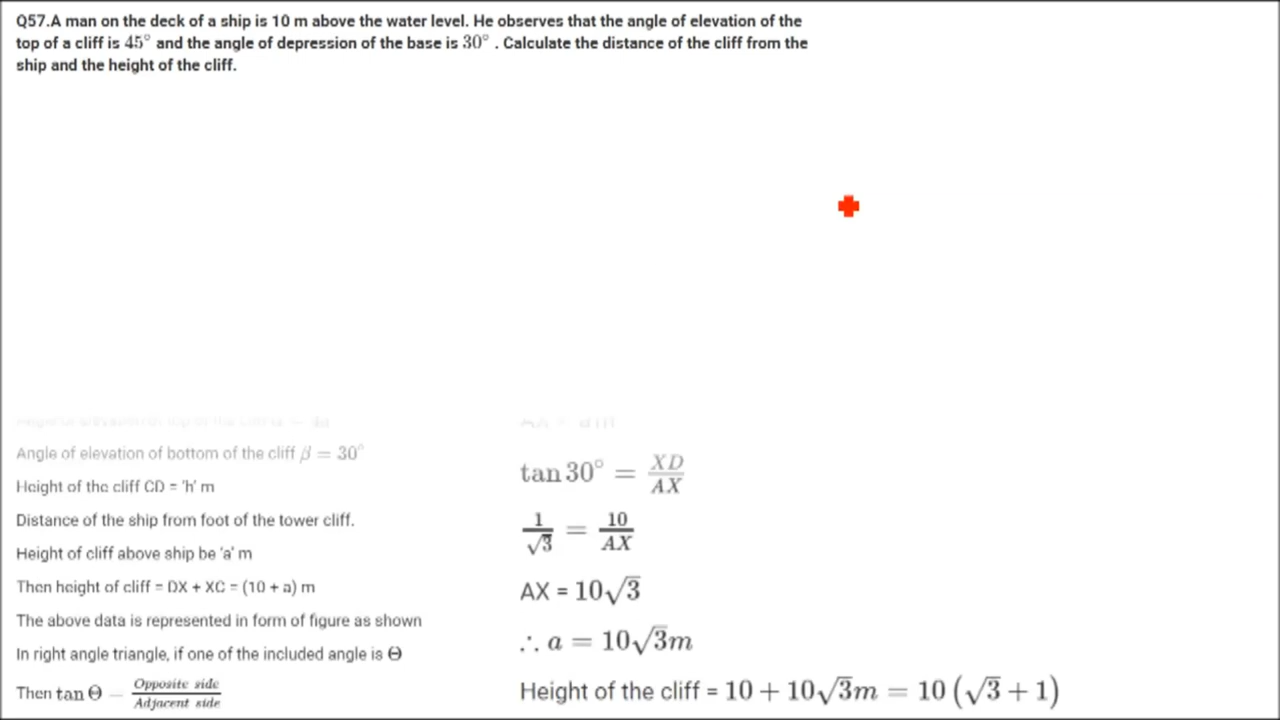 Q57.A man on the deck of a ship is 10 m above the water level. He observes that the angle of elevation of the
top of a cliff is 45° and the angle of depression of the base is 30° . Calculate the distance of the cliff from the
ship and the height of the cliff.
Angle of elevation of bottom of the cliff β = 30°
Height of the cliff CD = 'h' m
Distance of the ship from foot of the tower cliff.
Height of cliff above ship be 'a' m
Then height of cliff = DX + XC = (10 + a) m
The above data is represented in form of figure as shown
In right angle triangle, if one of the included angle is Θ
Then tan Θ = Opposite side / Adjacent side
tan 30° = XD / AX
1 / √3 = 10 / AX
AX = 10√3
∴ a = 10√3m
Height of the cliff = 10 + 10√3m = 10 (√3 + 1)